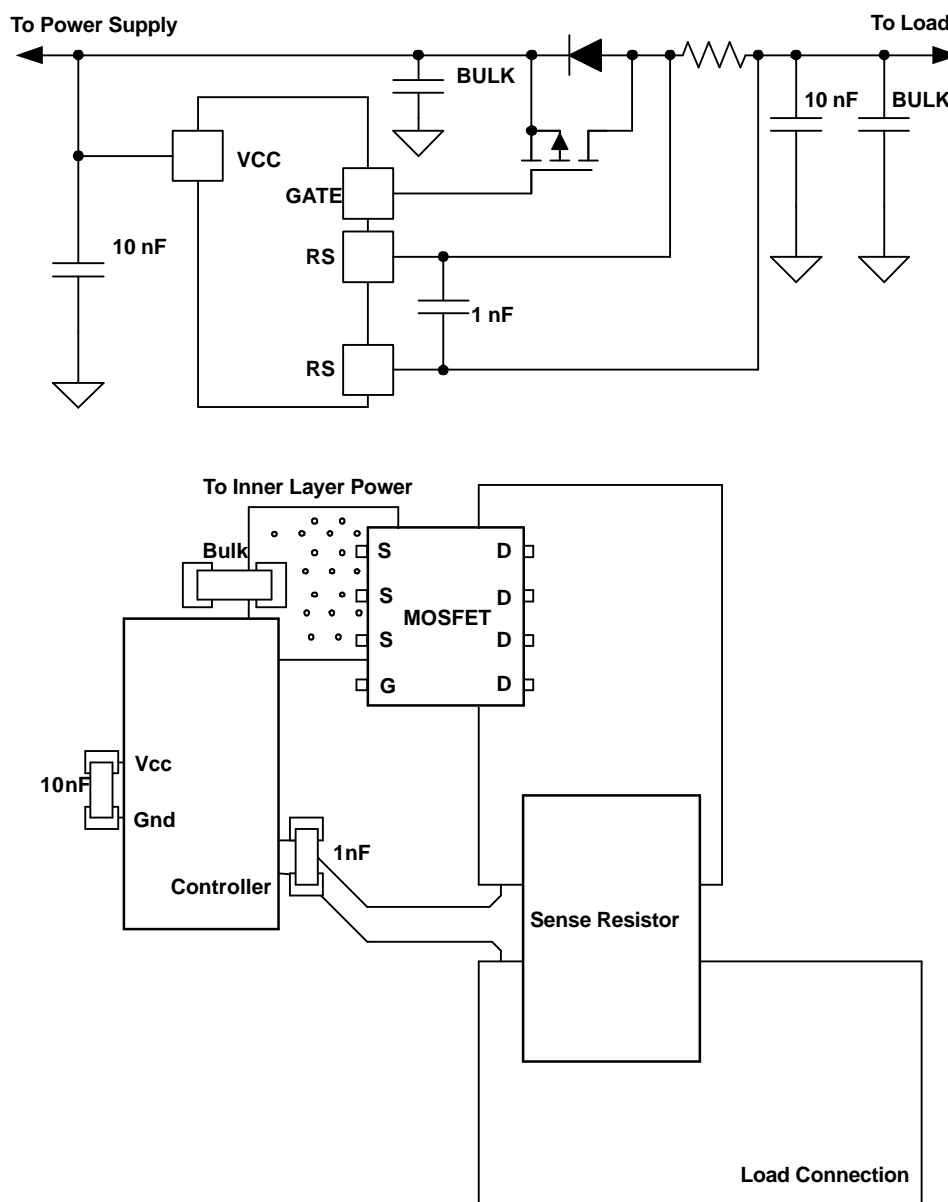 To Power Supply
To Load
BULK
10 nF
BULK
VCC
GATE
10 nF
RS
1 nF
RS
To Inner Layer Power
Bulk
S
D
S
D
MOSFET
S
D
G
D
Vcc
10nF
Gnd
1nF
Controller
Sense Resistor
Load Connection